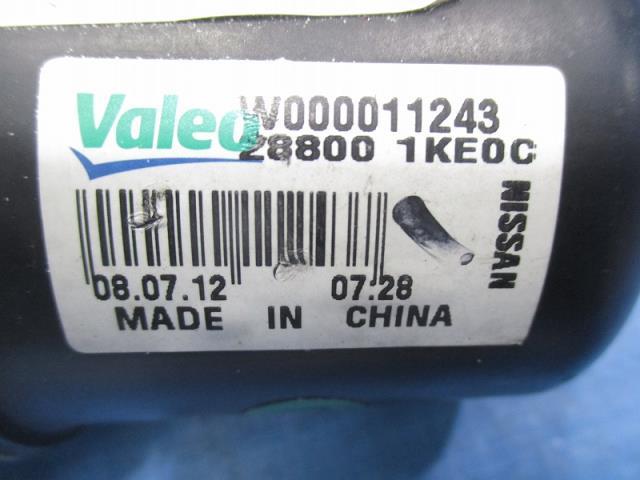 Valeo W000011243
28800 1KE0C
NISSAN
08.07.12 07.28
MADE IN CHINA